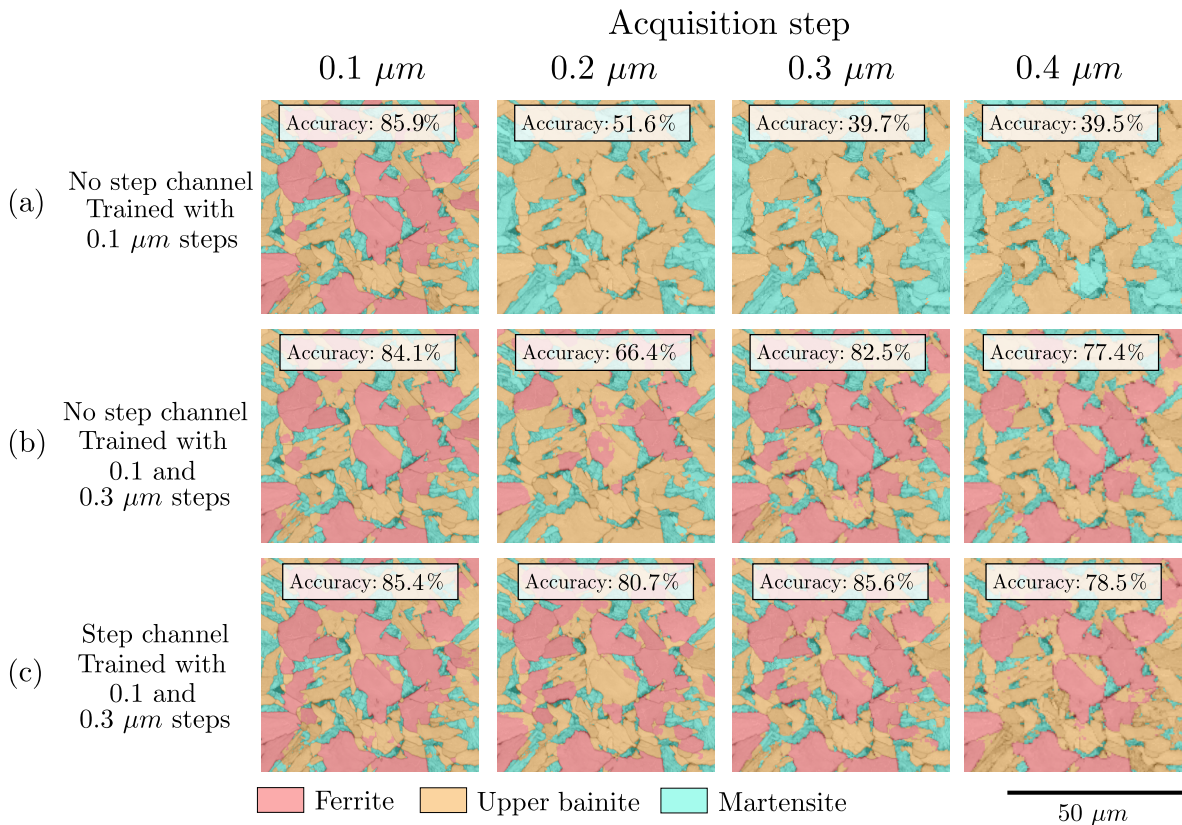 Acquisition step
0.1 μm 0.2 μm 0.3 μm 0.4 μm
(a)
No step channel
Trained with
0.1 μm steps
Accuracy: 85.9%
Accuracy: 51.6%
Accuracy: 39.7%
Accuracy: 39.5%
(b)
No step channel
Trained with
0.1 and
0.3 μm steps
Accuracy: 84.1%
Accuracy: 66.4%
Accuracy: 82.5%
Accuracy: 77.4%
(c)
Step channel
Trained with
0.1 and
0.3 μm steps
Accuracy: 85.4%
Accuracy: 80.7%
Accuracy: 85.6%
Accuracy: 78.5%
Ferrite Upper bainite Martensite
50 μm